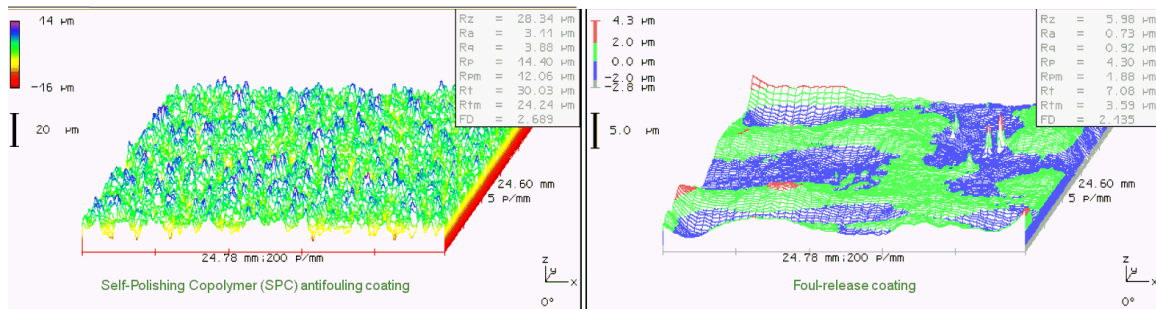 14 μm
-16 μm
20 μm
Rz = 28.34 μm
Ra = 3.11 μm
Rq = 3.88 μm
Rp = 14.40 μm
Rpm = 12.06 μm
Rt = 30.03 μm
Rtm = 24.24 μm
FD = 2.689
24.60 mm
5 p/mm
24.78 mm;200 p/mm
z
y
x
0°
Self-Polishing Copolymer (SPC) antifouling coating
4.3 μm
2.0 μm
0.0 μm
-2.0 μm
-2.8 μm
5.0 μm
Rz = 5.98 μm
Ra = 0.73 μm
Rq = 0.92 μm
Rp = 4.30 μm
Rpm = 1.88 μm
Rt = 7.08 μm
Rtm = 3.59 μm
FD = 2.135
24.60 mm
5 p/mm
24.78 mm;200 p/mm
z
y
x
0°
Foul-release coating